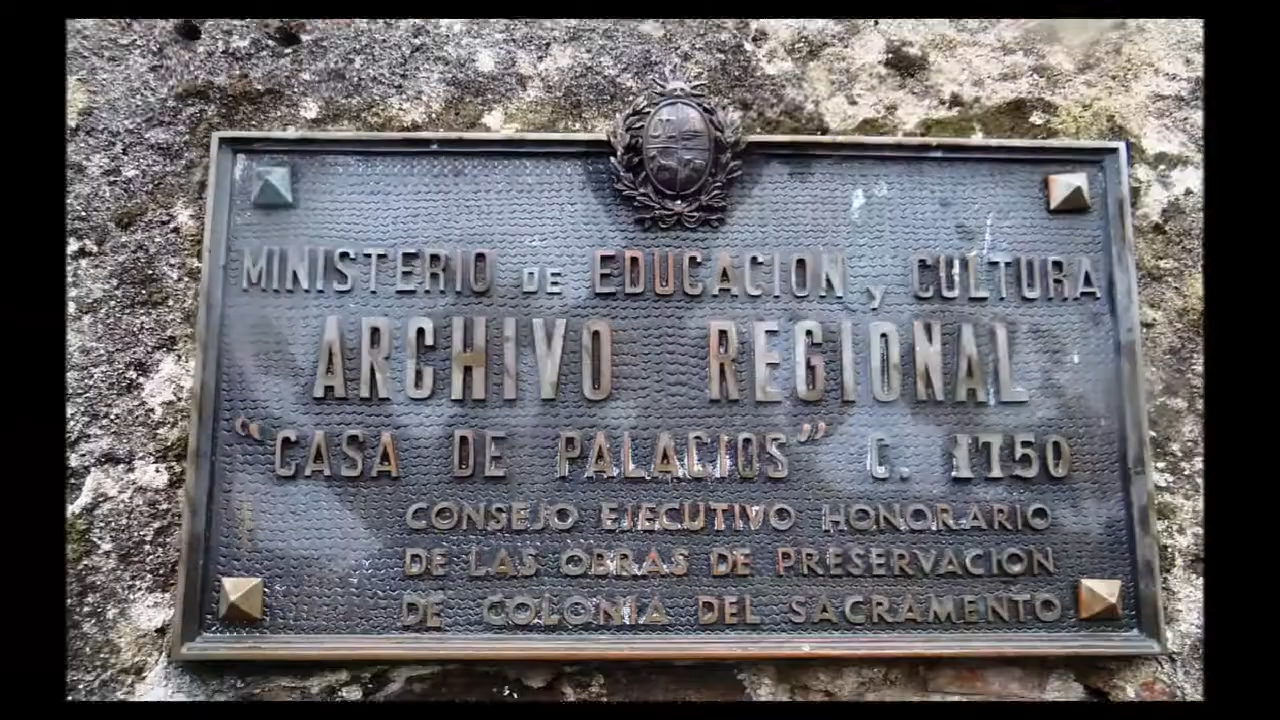 MINISTERIO DE EDUCACION y CULTURA
ARCHIVO REGIONAL
"CASA DE PALACIOS" C. 1750
CONSEJO EJECUTIVO HONORARIO
DE LAS OBRAS DE PRESERVACION
DE COLONIA DEL SACRAMENTO